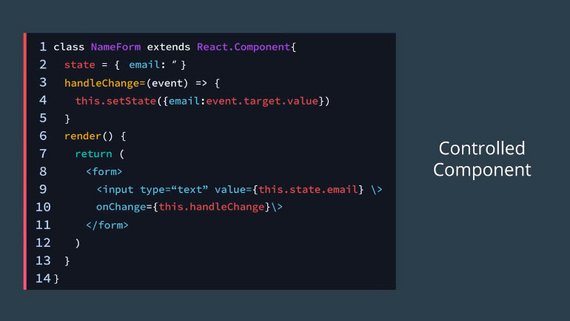 1 class NameForm extends React.Component{
2 state = { email: ″ }
3 handleChange=(event) => {
4 this.setState({email:event.target.value})
5 }
6 render() {
7 return (
8 <form>
9 <input type=“text” value={this.state.email} \>
10 onChange={this.handleChange}\>
11 </form>
12 )
13 }
14 }
Controlled
Component